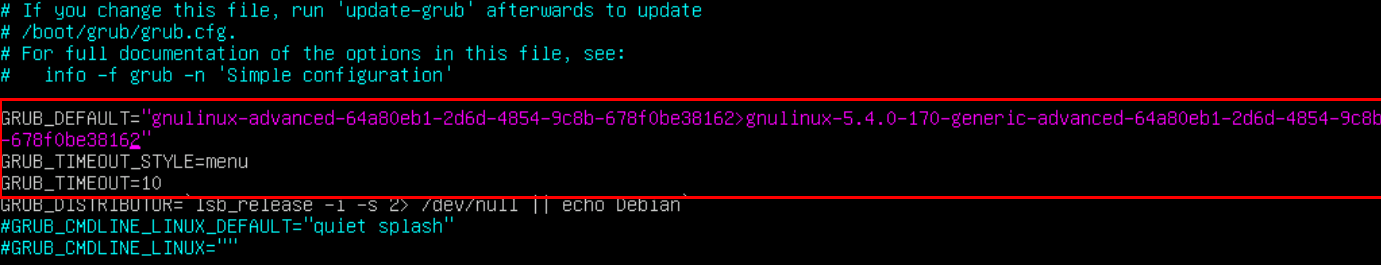 # If you change this file, run 'update-grub' afterwards to update
# /boot/grub/grub.cfg.
# For full documentation of the options in this file, see:
#   info -f grub -n 'Simple configuration'
GRUB_DEFAULT="gnulinux-advanced-64a80eb1-2d6d-4854-9c8b-678f0be38162>gnulinux-5.4.0-170-generic-advanced-64a80eb1-2d6d-4854-9c8b
-678f0be38162"
GRUB_TIMEOUT_STYLE=menu
GRUB_TIMEOUT=10
GRUB_DISTRIBUTOR=`lsb_release -i -s 2> /dev/null || echo Debian`
#GRUB_CMDLINE_LINUX_DEFAULT="quiet splash"
#GRUB_CMDLINE_LINUX=""